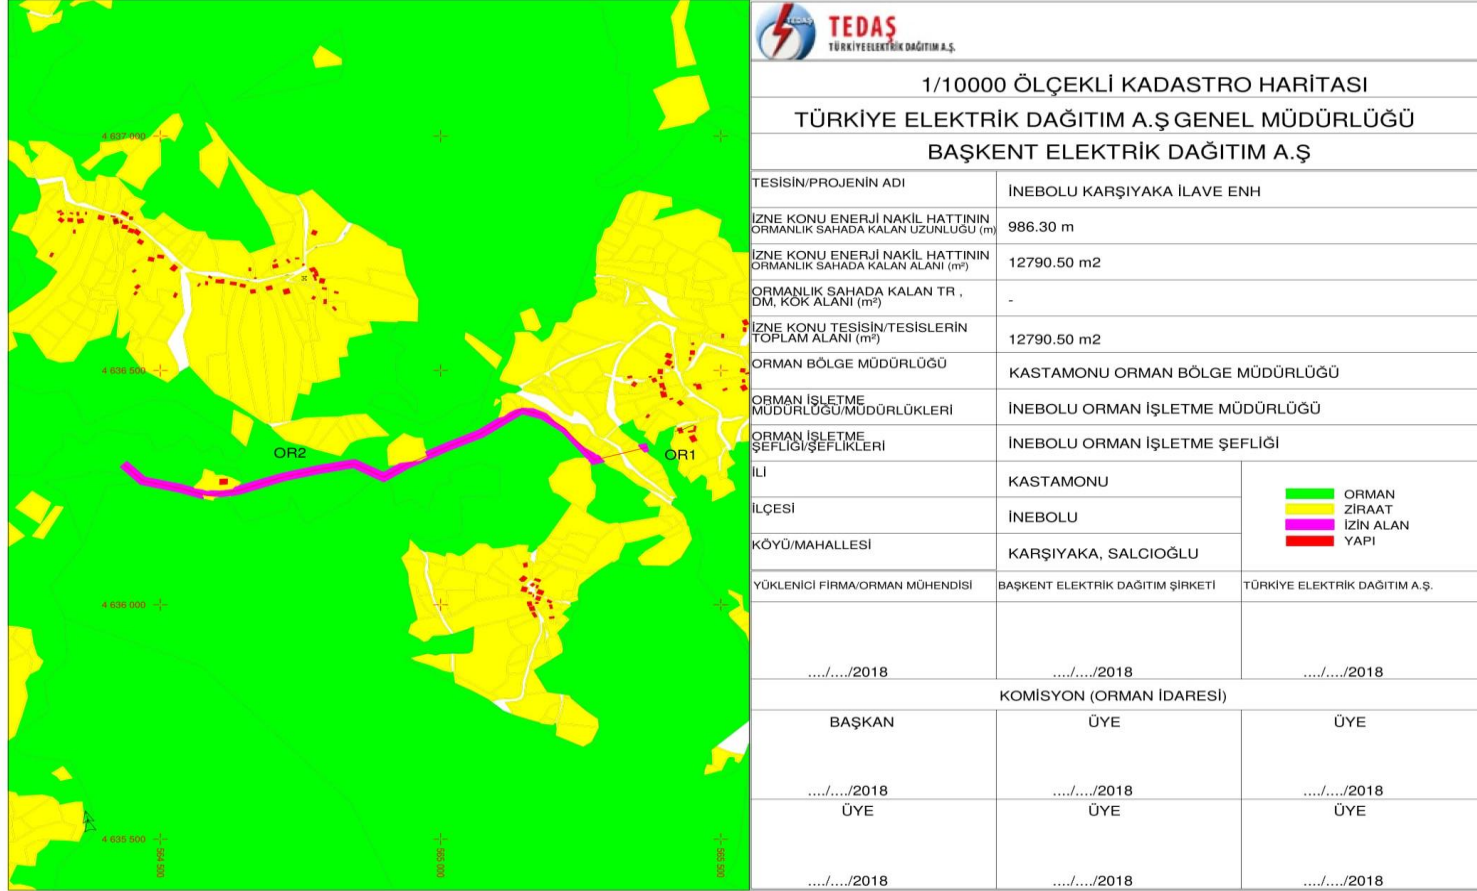 4 637 000
4 636 500
OR2
OR1
4 636 000
4 635 500
564 500
565 000
565 500
TEDAŞ
TEDAŞ
TÜRKİYE ELEKTRİK DAĞITIM A.Ş.
1/10000 ÖLÇEKLİ KADASTRO HARİTASI
TÜRKİYE ELEKTRİK DAĞITIM A.Ş GENEL MÜDÜRLÜĞÜ
BAŞKENT ELEKTRİK DAĞITIM A.Ş
TESİSİN/PROJENİN ADI
İNEBOLU KARŞIYAKA İLAVE ENH
İZNE KONU ENERJİ NAKİL HATTININ
ORMANLIK SAHADA KALAN UZUNLUĞU (m)
986.30 m
İZNE KONU ENERJİ NAKİL HATTININ
ORMANLIK SAHADA KALAN ALANI (m²)
12790.50 m2
ORMANLIK SAHADA KALAN TR ,
DM, KÖK ALANI (m²)
-
İZNE KONU TESİSİN/TESİSLERİN
TOPLAM ALANI (m²)
12790.50 m2
ORMAN BÖLGE MÜDÜRLÜĞÜ
KASTAMONU ORMAN BÖLGE MÜDÜRLÜĞÜ
ORMAN İŞLETME
MÜDÜRLÜĞÜ/MÜDÜRLÜKLERİ
İNEBOLU ORMAN İŞLETME MÜDÜRLÜĞÜ
ORMAN İŞLETME
ŞEFLİĞİ/ŞEFLİKLERİ
İNEBOLU ORMAN İŞLETME ŞEFLİĞİ
İLİ
KASTAMONU
İLÇESİ
İNEBOLU
KÖYÜ/MAHALLESİ
KARŞIYAKA, SALCIOĞLU
ORMAN
ZİRAAT
İZİN ALAN
YAPI
YÜKLENİCİ FİRMA/ORMAN MÜHENDİSİ
BAŞKENT ELEKTRİK DAĞITIM ŞİRKETİ
TÜRKİYE ELEKTRİK DAĞITIM A.Ş.
..../..../2018
..../..../2018
..../..../2018
KOMİSYON (ORMAN İDARESİ)
BAŞKAN
ÜYE
ÜYE
..../..../2018
..../..../2018
..../..../2018
ÜYE
ÜYE
ÜYE
..../..../2018
..../..../2018
..../..../2018